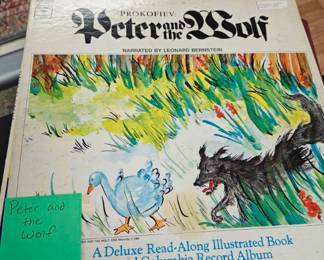 PROKOFIEV:
Peter and the Wolf
NARRATED BY LEONARD BERNSTEIN
A Deluxe Read-Along Illustrated Book
Columbia Record Album
Peter and
the
Wolf